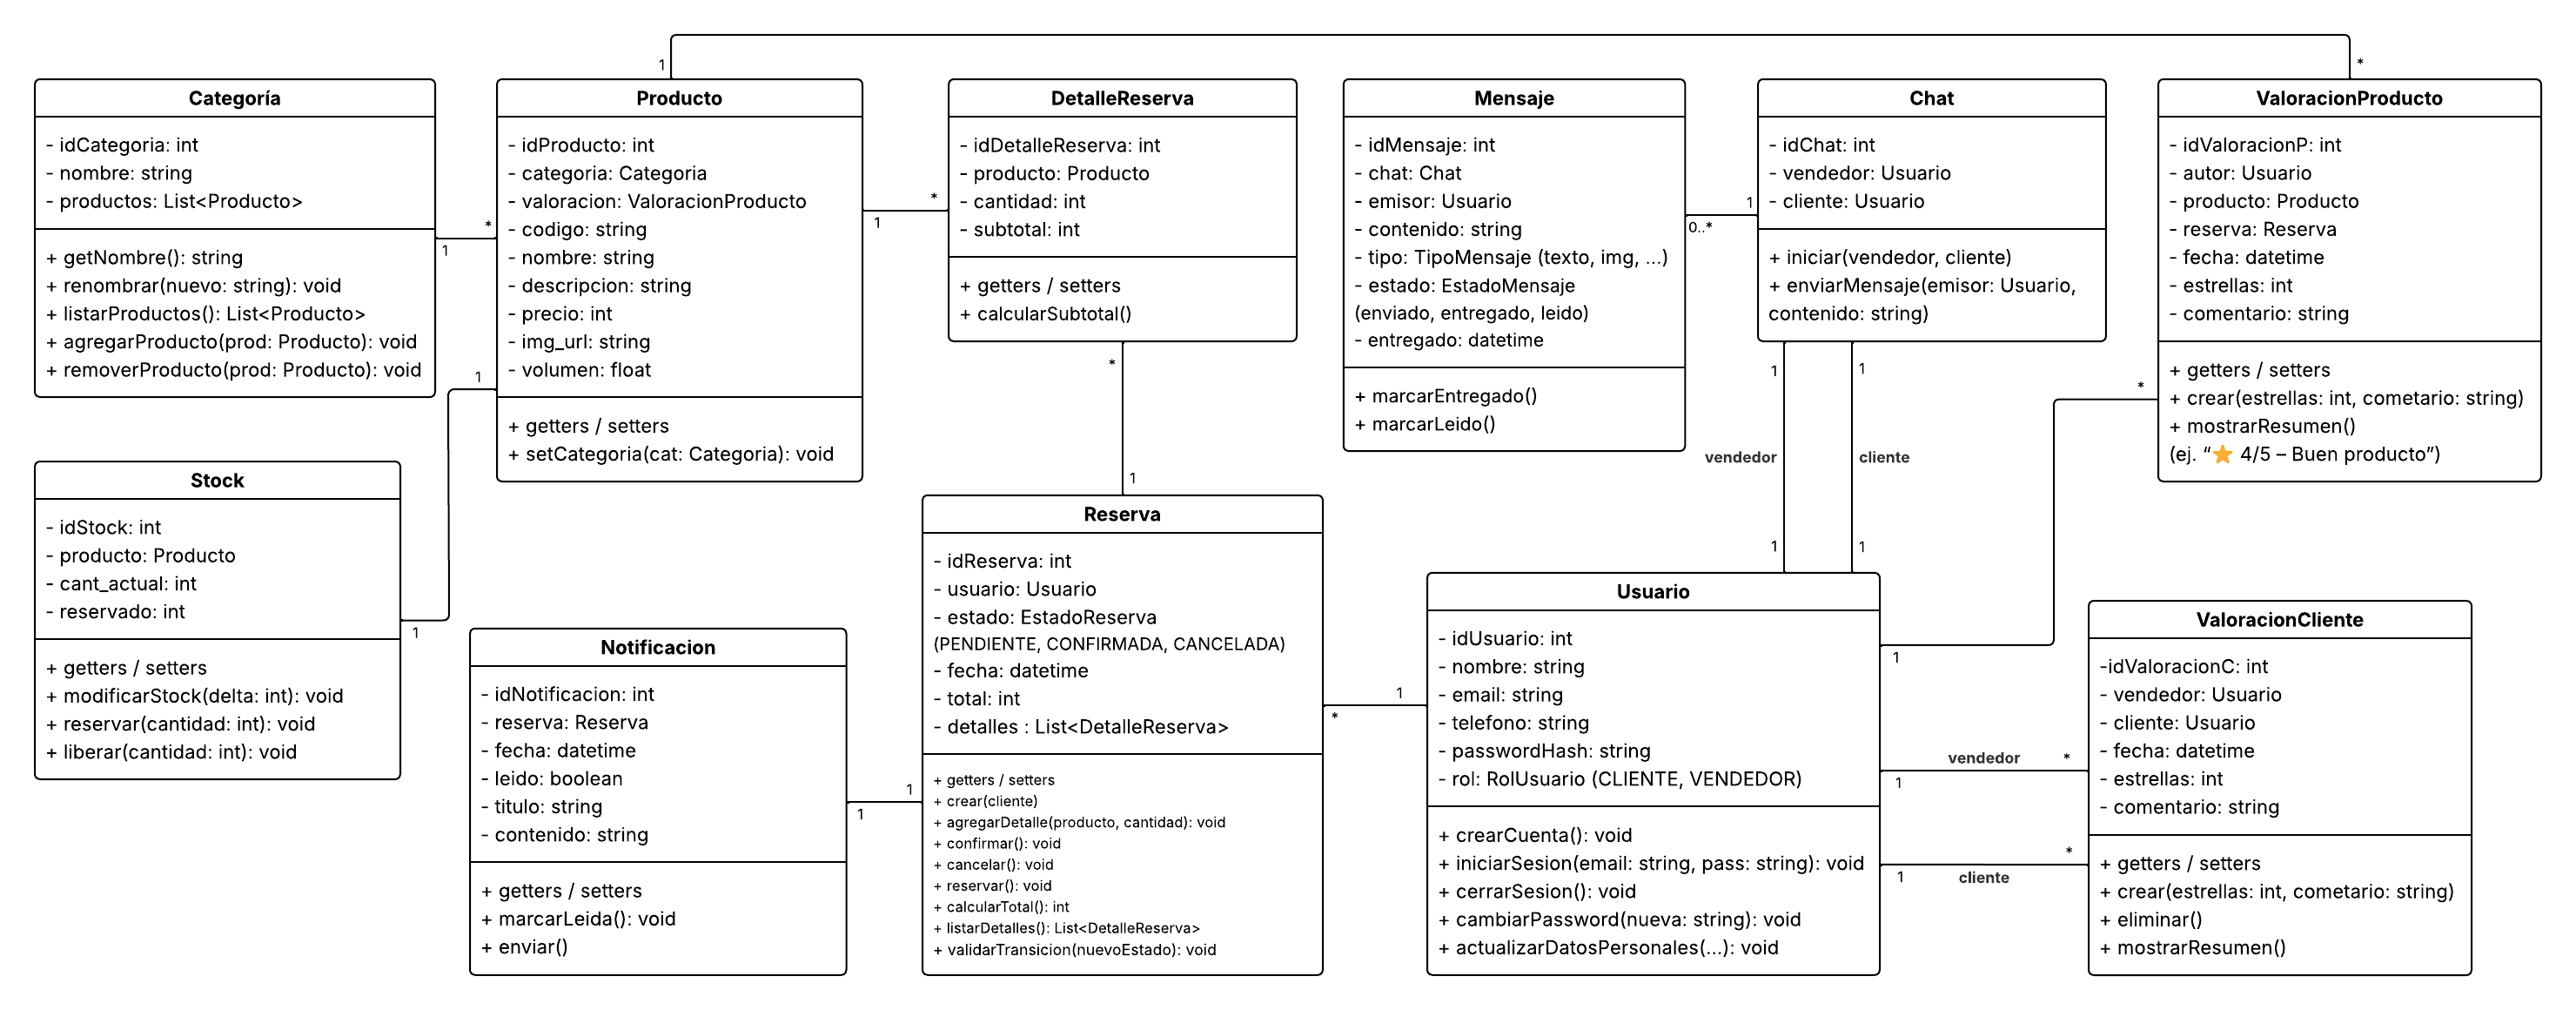 1
*
Categoría
- idCategoria: int
- nombre: string
- productos: List<Producto>
+ getNombre(): string
+ renombrar(nuevo: string): void
+ listarProductos(): List<Producto>
+ agregarProducto(prod: Producto): void
+ removerProducto(prod: Producto): void
*
1
Producto
- idProducto: int
- categoria: Categoria
- valoracion: ValoracionProducto
- codigo: string
- nombre: string
- descripcion: string
- precio: int
- img_url: string
- volumen: float
+ getters / setters
+ setCategoria(cat: Categoria): void
*
1
DetalleReserva
- idDetalleReserva: int
- producto: Producto
- cantidad: int
- subtotal: int
+ getters / setters
+ calcularSubtotal()
Mensaje
- idMensaje: int
- chat: Chat
- emisor: Usuario
- contenido: string
- tipo: TipoMensaje (texto, img, ...)
- estado: EstadoMensaje
(enviado, entregado, leido)
- entregado: datetime
+ marcarEntregado()
+ marcarLeido()
1
0..*
Chat
- idChat: int
- vendedor: Usuario
- cliente: Usuario
+ iniciar(vendedor, cliente)
+ enviarMensaje(emisor: Usuario,
contenido: string)
ValoracionProducto
- idValoracionP: int
- autor: Usuario
- producto: Producto
- reserva: Reserva
- fecha: datetime
- estrellas: int
- comentario: string
+ getters / setters
+ crear(estrellas: int, cometario: string)
+ mostrarResumen()
(ej. “⭐ 4/5 – Buen producto”)
1
1
Stock
- idStock: int
- producto: Producto
- cant_actual: int
- reservado: int
+ getters / setters
+ modificarStock(delta: int): void
+ reservar(cantidad: int): void
+ liberar(cantidad: int): void
*
1
Notificacion
- idNotificacion: int
- reserva: Reserva
- fecha: datetime
- leido: boolean
- titulo: string
- contenido: string
+ getters / setters
+ marcarLeida(): void
+ enviar()
1
1
Reserva
- idReserva: int
- usuario: Usuario
- estado: EstadoReserva
(PENDIENTE, CONFIRMADA, CANCELADA)
- fecha: datetime
- total: int
- detalles : List<DetalleReserva>
+ getters / setters
+ crear(cliente)
+ agregarDetalle(producto, cantidad): void
+ confirmar(): void
+ cancelar(): void
+ reservar(): void
+ calcularTotal(): int
+ listarDetalles(): List<DetalleReserva>
+ validarTransicion(nuevoEstado): void
1
*
1
1
vendedor
cliente
1
1
Usuario
- idUsuario: int
- nombre: string
- email: string
- telefono: string
- passwordHash: string
- rol: RolUsuario (CLIENTE, VENDEDOR)
+ crearCuenta(): void
+ iniciarSesion(email: string, pass: string): void
+ cerrarSesion(): void
+ cambiarPassword(nueva: string): void
+ actualizarDatosPersonales(...): void
*
1
vendedor
*
1
*
1
cliente
ValoracionCliente
-idValoracionC: int
- vendedor: Usuario
- cliente: Usuario
- fecha: datetime
- estrellas: int
- comentario: string
+ getters / setters
+ crear(estrellas: int, cometario: string)
+ eliminar()
+ mostrarResumen()